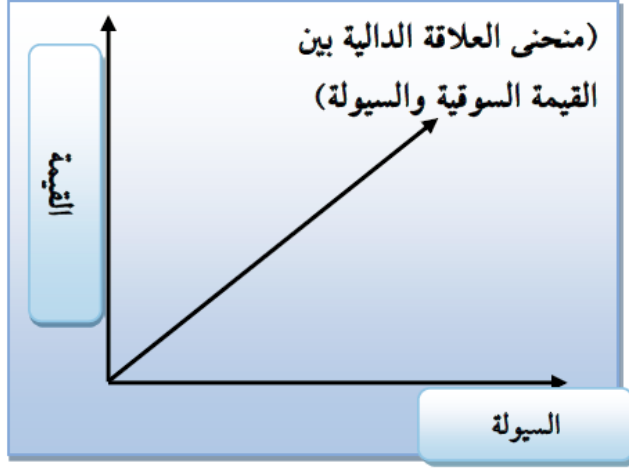 (منحنى العلاقة الدالية بين
القيمة السوقية والسيولة)
القيمة
السيولة